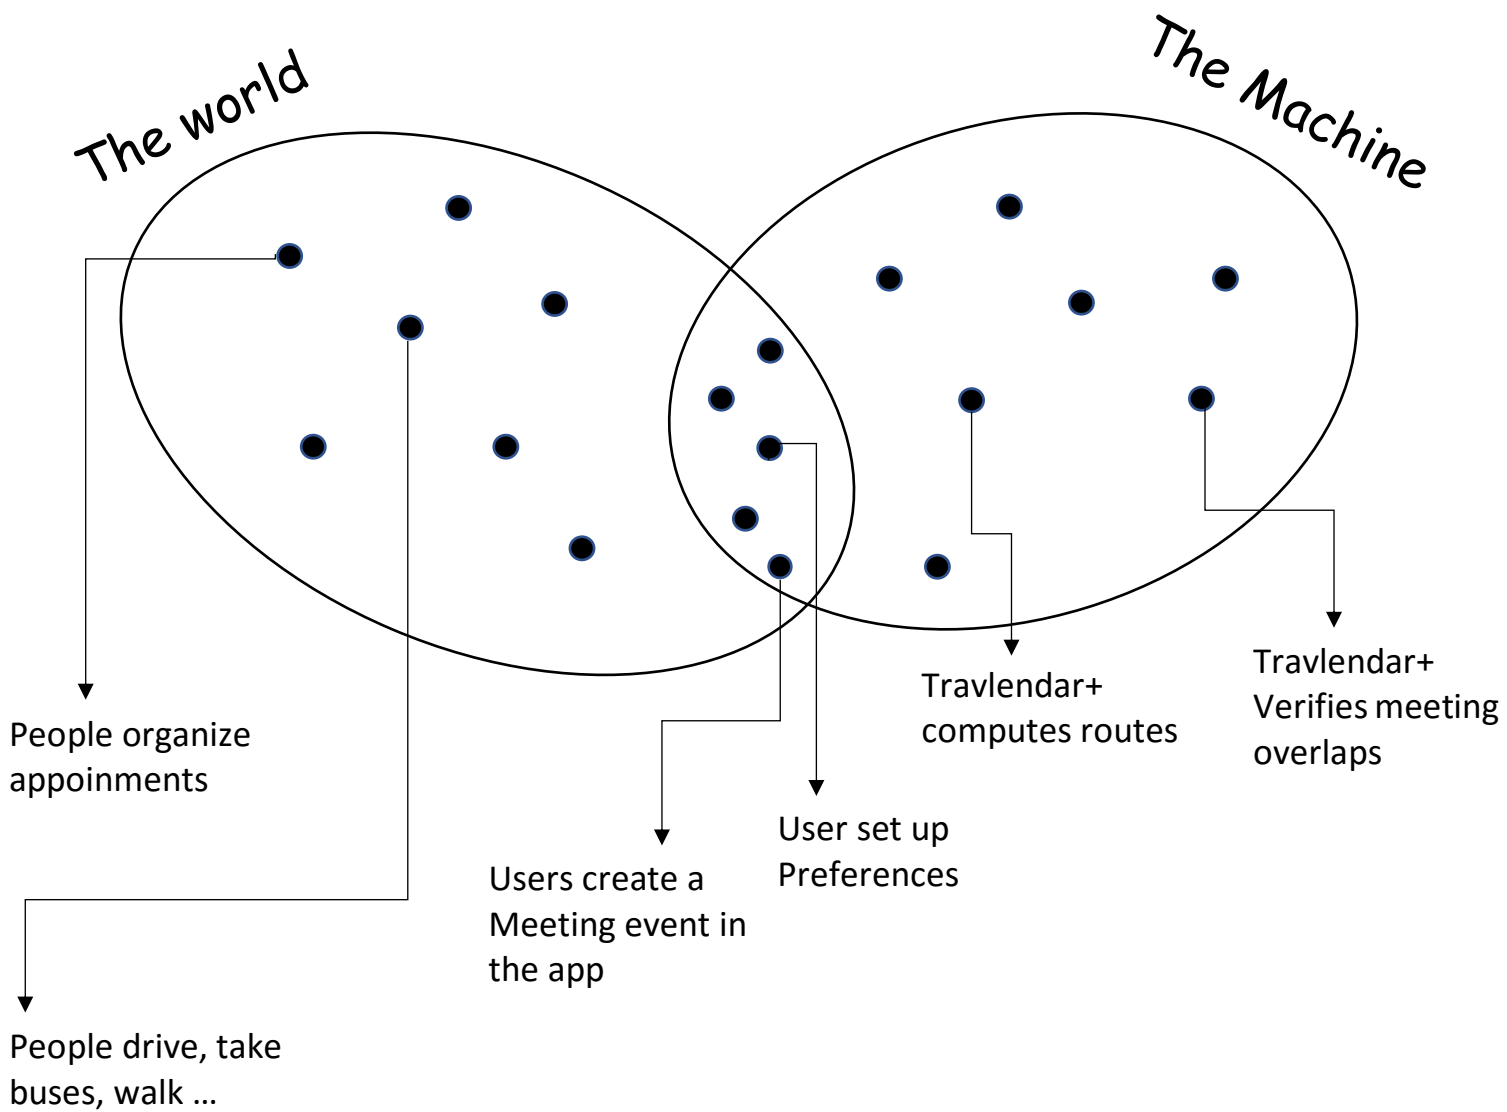 The world
The Machine
People organize
appoinments
People drive, take
buses, walk ...
Users create a
Meeting event in
the app
User set up
Preferences
Travlendar+
computes routes
Travlendar+
Verifies meeting
overlaps